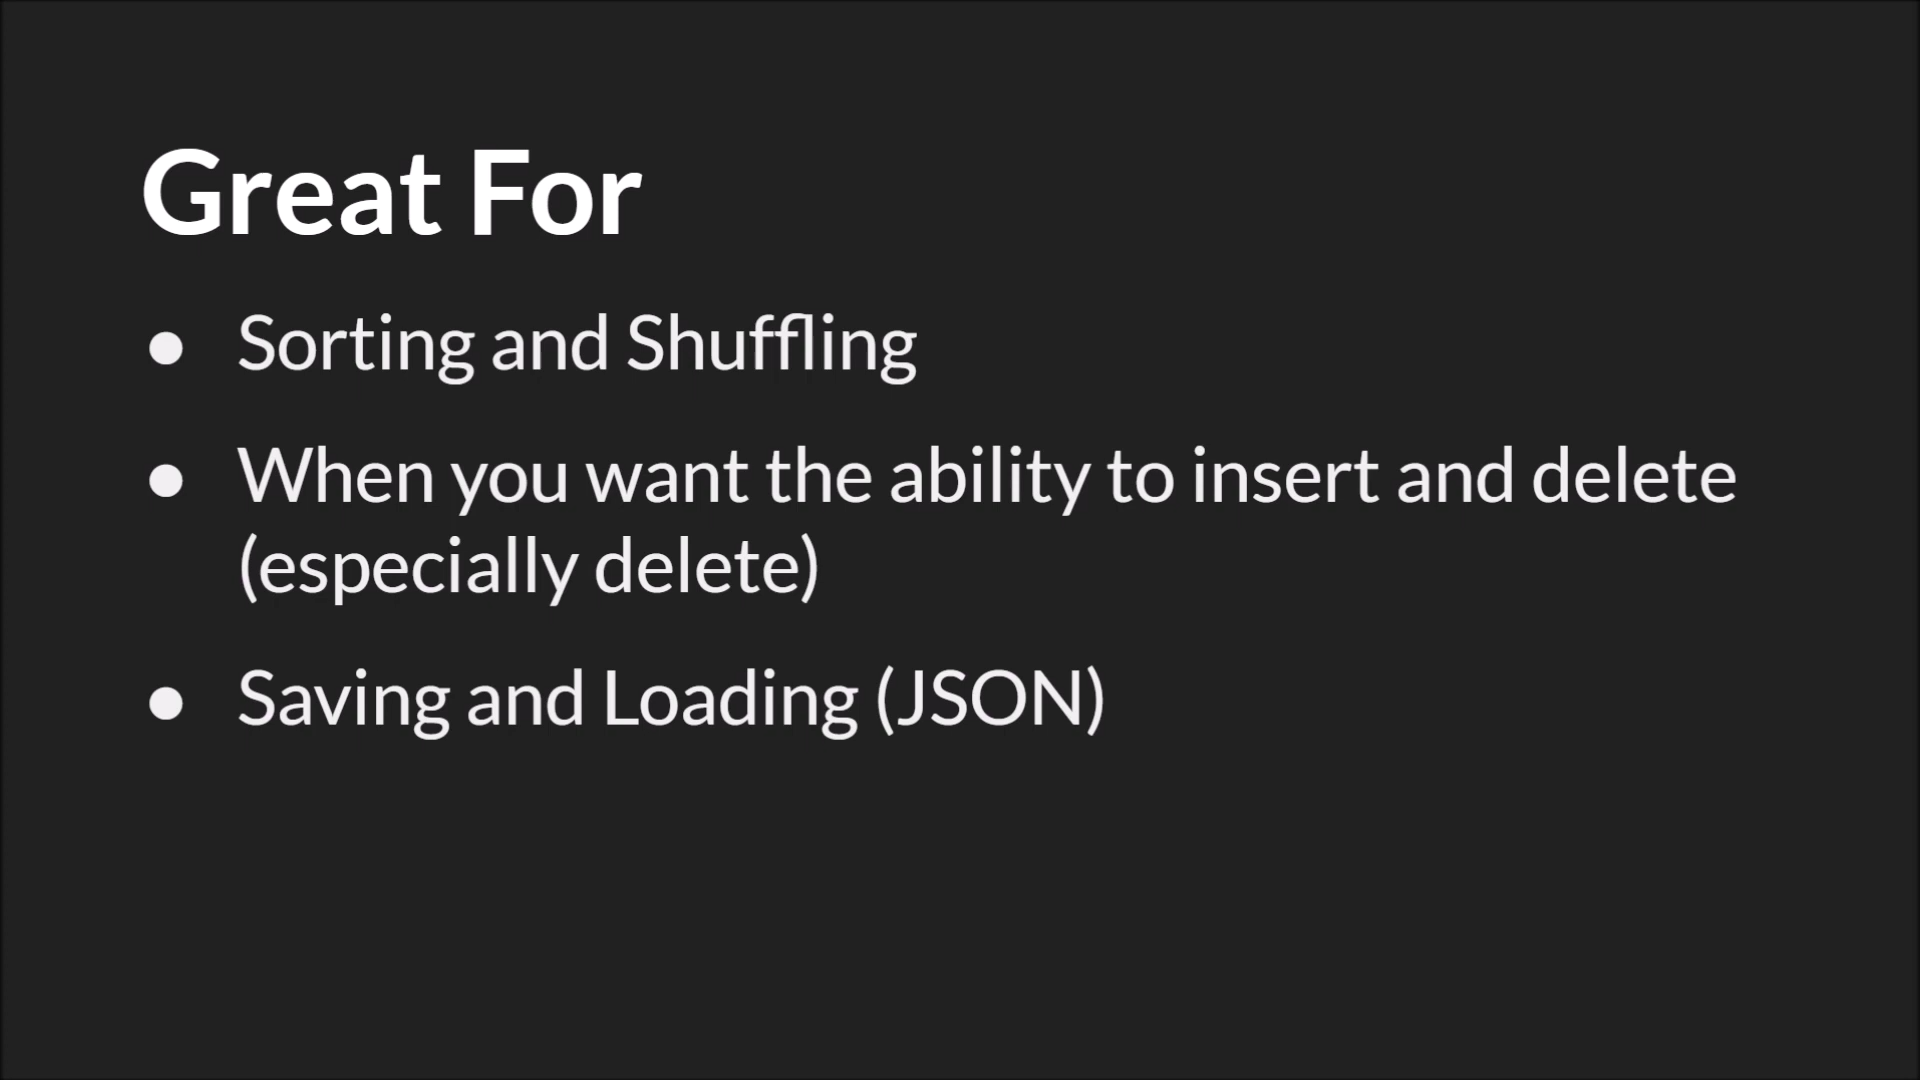 Great For
● Sorting and Shuffling
● When you want the ability to insert and delete
(especially delete)
● Saving and Loading (JSON)